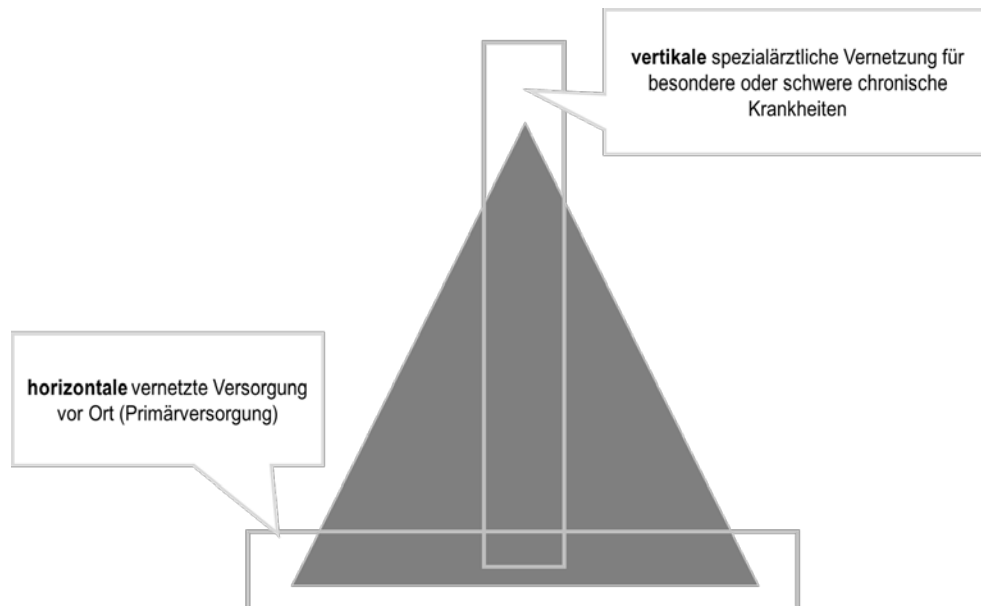 vertikale spezialärztliche Vernetzung für
besondere oder schwere chronische
Krankheiten
horizontale vernetzte Versorgung
vor Ort (Primärversorgung)